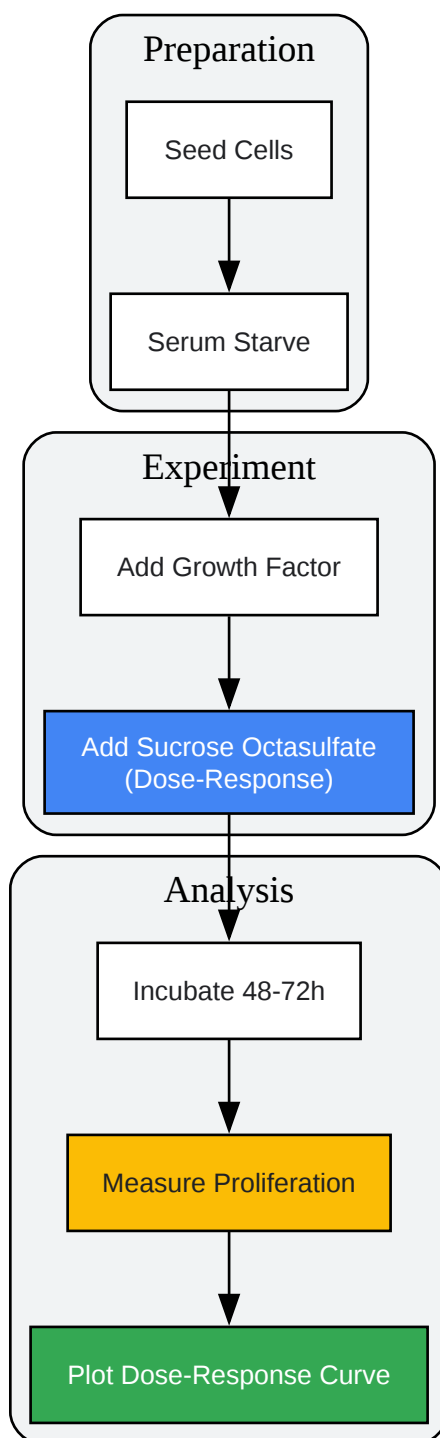 Preparation
Seed Cells
Serum Starve
Experiment
Add Growth Factor
Add Sucrose Octasulfate
(Dose-Response)
Analysis
Incubate 48-72h
Measure Proliferation
Plot Dose-Response Curve